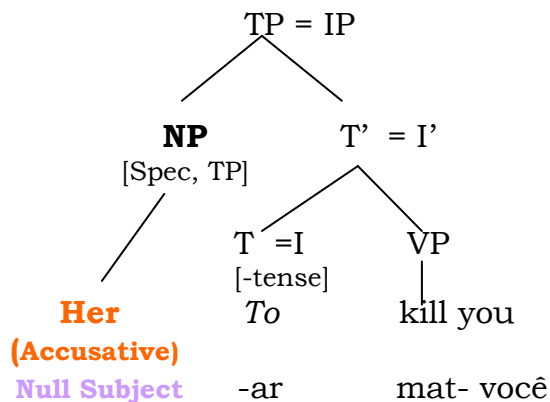 TP = IP
NP T’ = I’
[Spec, TP]
T =I VP
[-tense]
Her To kill you
(Accusative)
Null Subject -ar mat- você